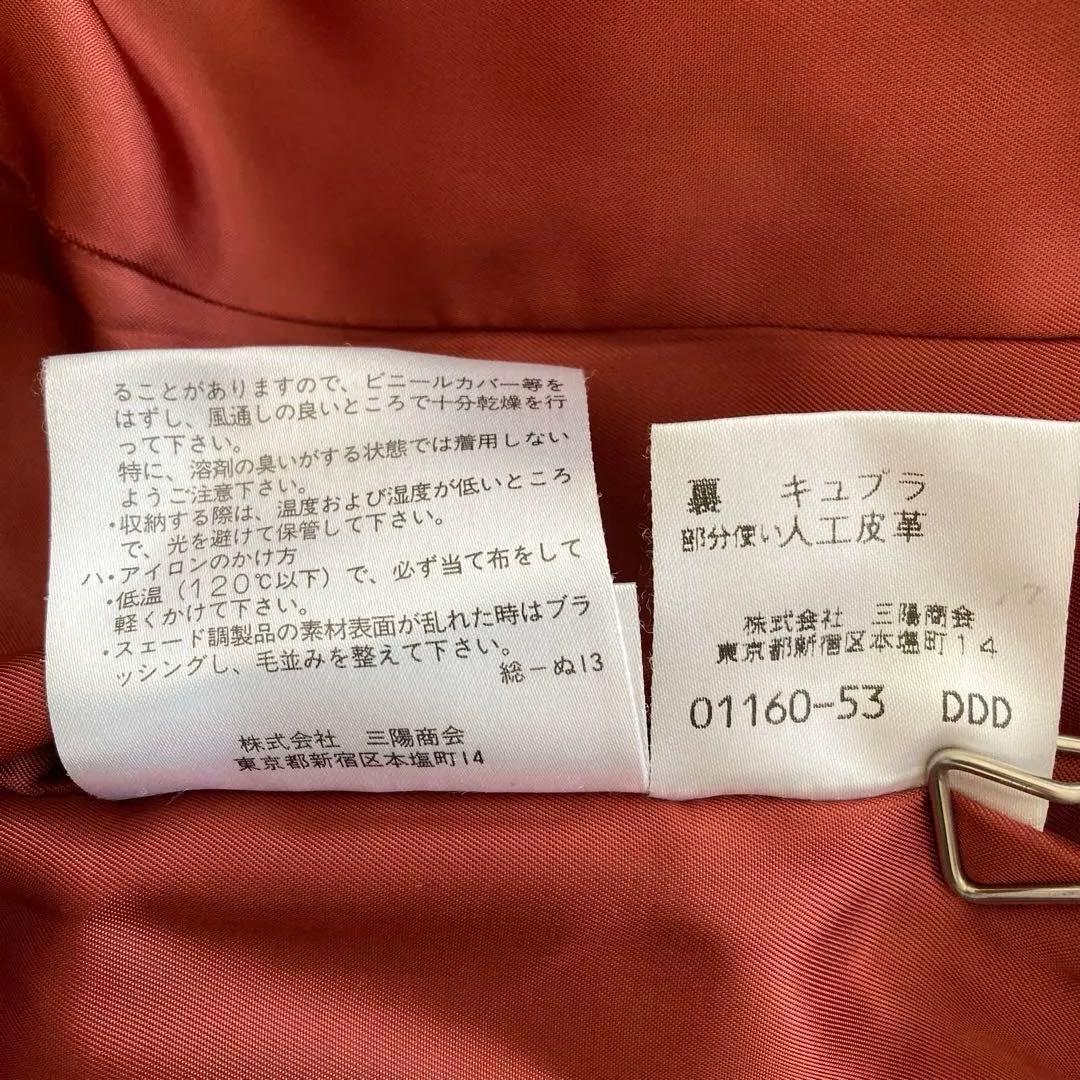 ることがありますので、ビニールカバー等を
はずし、風通しの良いところで十分乾燥を行
って下さい。
特に、溶剤の臭いがする状態では着用しない
ようご注意下さい。
・収納する際は、温度および湿度が低いところ
で、光を避けて保管して下さい。
ハ・アイロンのかけ方
・低温（120℃以下）で、必ず当て布をして
軽くかけて下さい。
・スエード調製品の素材表面が乱れた時はブラ
ッシングし、毛並みを整えて下さい。
総－ぬ13
株式会社　三陽商会
東京都新宿区本塩町14
裏　キュプラ
部分使い人工皮革
株式会社　三陽商会
東京都新宿区本塩町14
01160-53　DDD